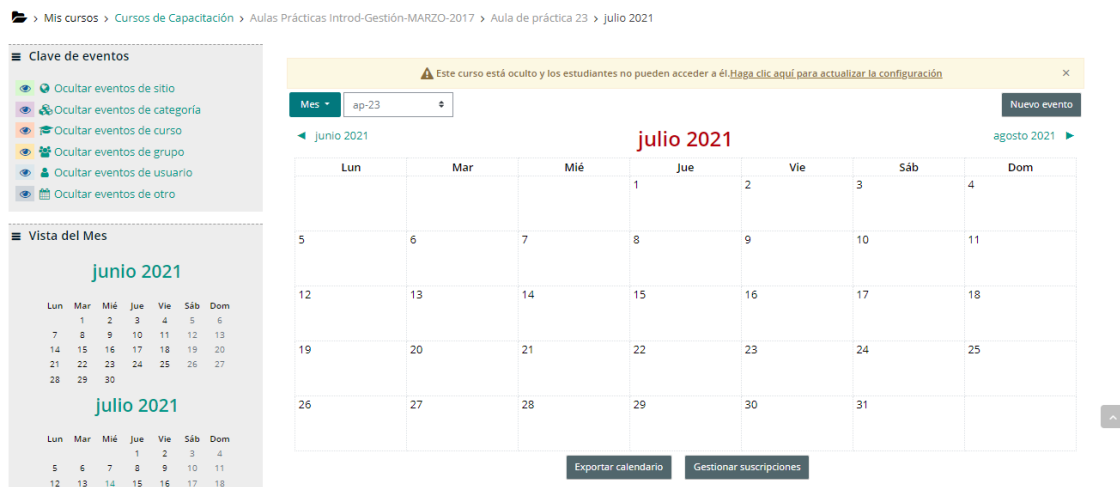 Mis cursos > Cursos de Capacitación > Aulas Prácticas Introd-Gestión-MARZO-2017 > Aula de práctica 23 > julio 2021
Clave de eventos
Ocultar eventos de sitio
Ocultar eventos de categoría
Ocultar eventos de curso
Ocultar eventos de grupo
Ocultar eventos de usuario
Ocultar eventos de otro
Vista del Mes
junio 2021
Lun Mar Mié Jue Vie Sáb Dom
1 2 3 4 5 6
7 8 9 10 11 12 13
14 15 16 17 18 19 20
21 22 23 24 25 26 27
28 29 30
julio 2021
Lun Mar Mié Jue Vie Sáb Dom
1 2 3 4
5 6 7 8 9 10 11
12 13 14 15 16 17 18
Este curso está oculto y los estudiantes no pueden acceder a él.Haga clic aquí para actualizar la configuración ×
Mes ap-23 Nuevo evento
◄ junio 2021 julio 2021 agosto 2021 ►
Lun Mar Mié Jue Vie Sáb Dom
1 2 3 4
5 6 7 8 9 10 11
12 13 14 15 16 17 18
19 20 21 22 23 24 25
26 27 28 29 30 31
Exportar calendario Gestionar suscripciones